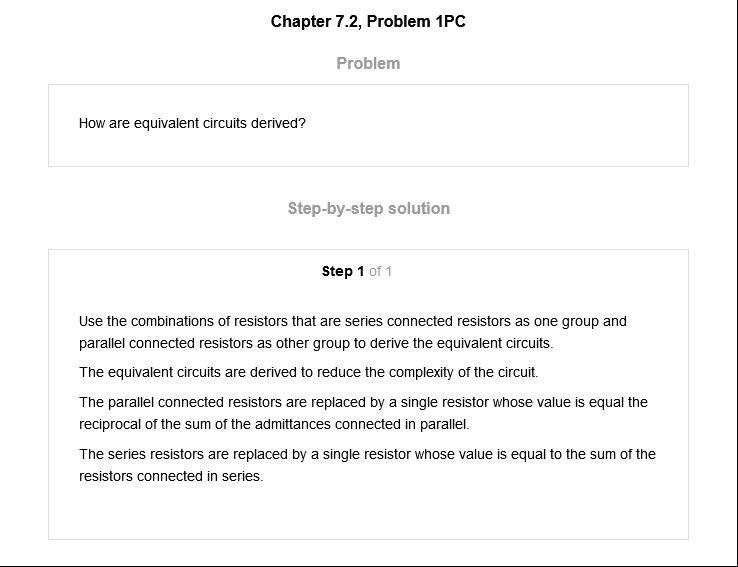 Chapter 7.2, Problem 1PC
Problem
How are equivalent circuits derived?
Step-by-step solution
Step 1 of 1
Use the combinations of resistors that are series connected resistors as one group and
parallel connected resistors as other group to derive the equivalent circuits.
The equivalent circuits are derived to reduce the complexity of the circuit.
The parallel connected resistors are replaced by a single resistor whose value is equal the
reciprocal of the sum of the admittances connected in parallel.
The series resistors are replaced by a single resistor whose value is equal to the sum of the
resistors connected in series.